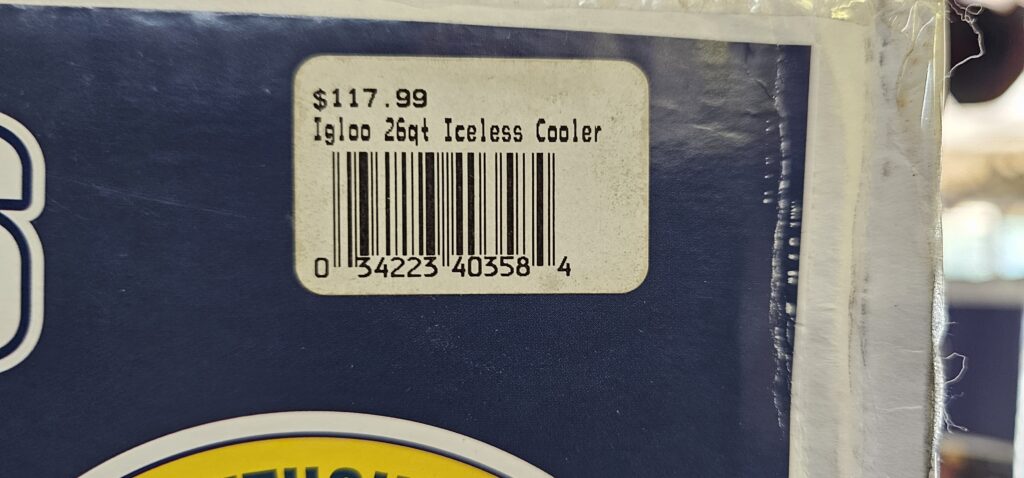 $117.99
Igloo 26qt Iceless Cooler
0 34223 40358 4